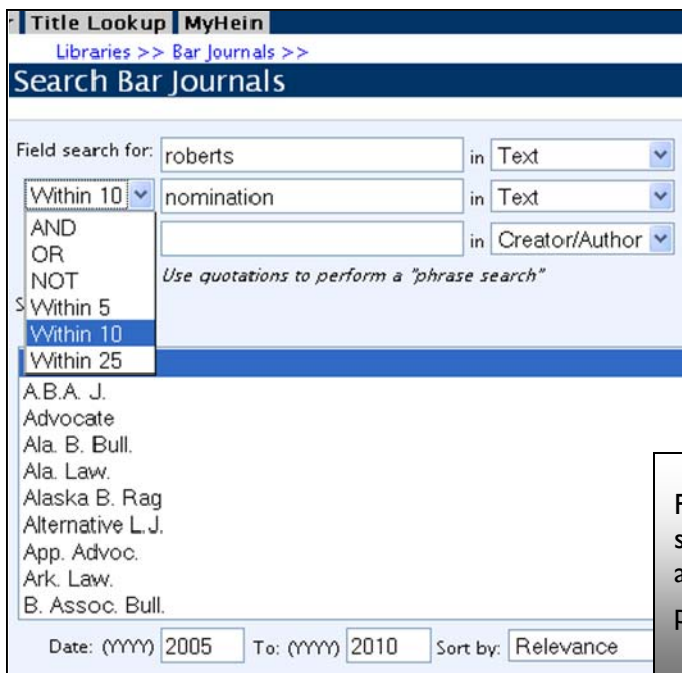 Title Lookup MyHein
Libraries >> Bar Journals >>
Search Bar Journals
Field search for: roberts in Text
Within 10 nomination in Text
AND
OR
NOT
Within 5
Within 10
Within 25
in Creator/Author
Use quotations to perform a "phrase search"
S
A.B.A. J.
Advocate
Ala. B. Bull.
Ala. Law.
Alaska B. Rag
Alternative L.J.
App. Advoc.
Ark. Law.
B. Assoc. Bull.
Date: (YYYY) 2005 To: (YYYY) 2010 Sort by: Relevance